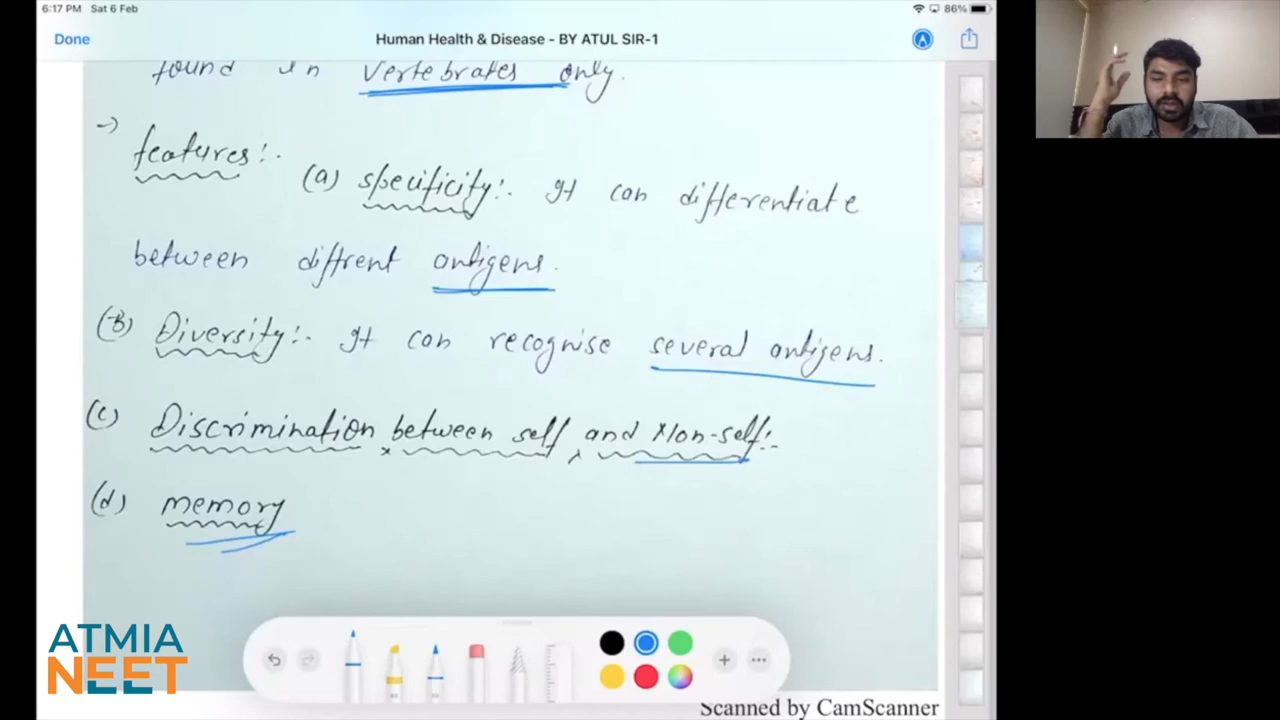 6:17 PM Sat 6 Feb
86%
Done
Human Health & Disease - BY ATUL SIR-1
found in vertebrates only.
→ features:-
(a) specificity:- It can differentiate
between diffrent antigens.
(b) Diversity:- It can recognise several antigens.
(c) Discrimination between self and Non-self:-
(d) memory
ATMIA
NEET
Scanned by CamScanner